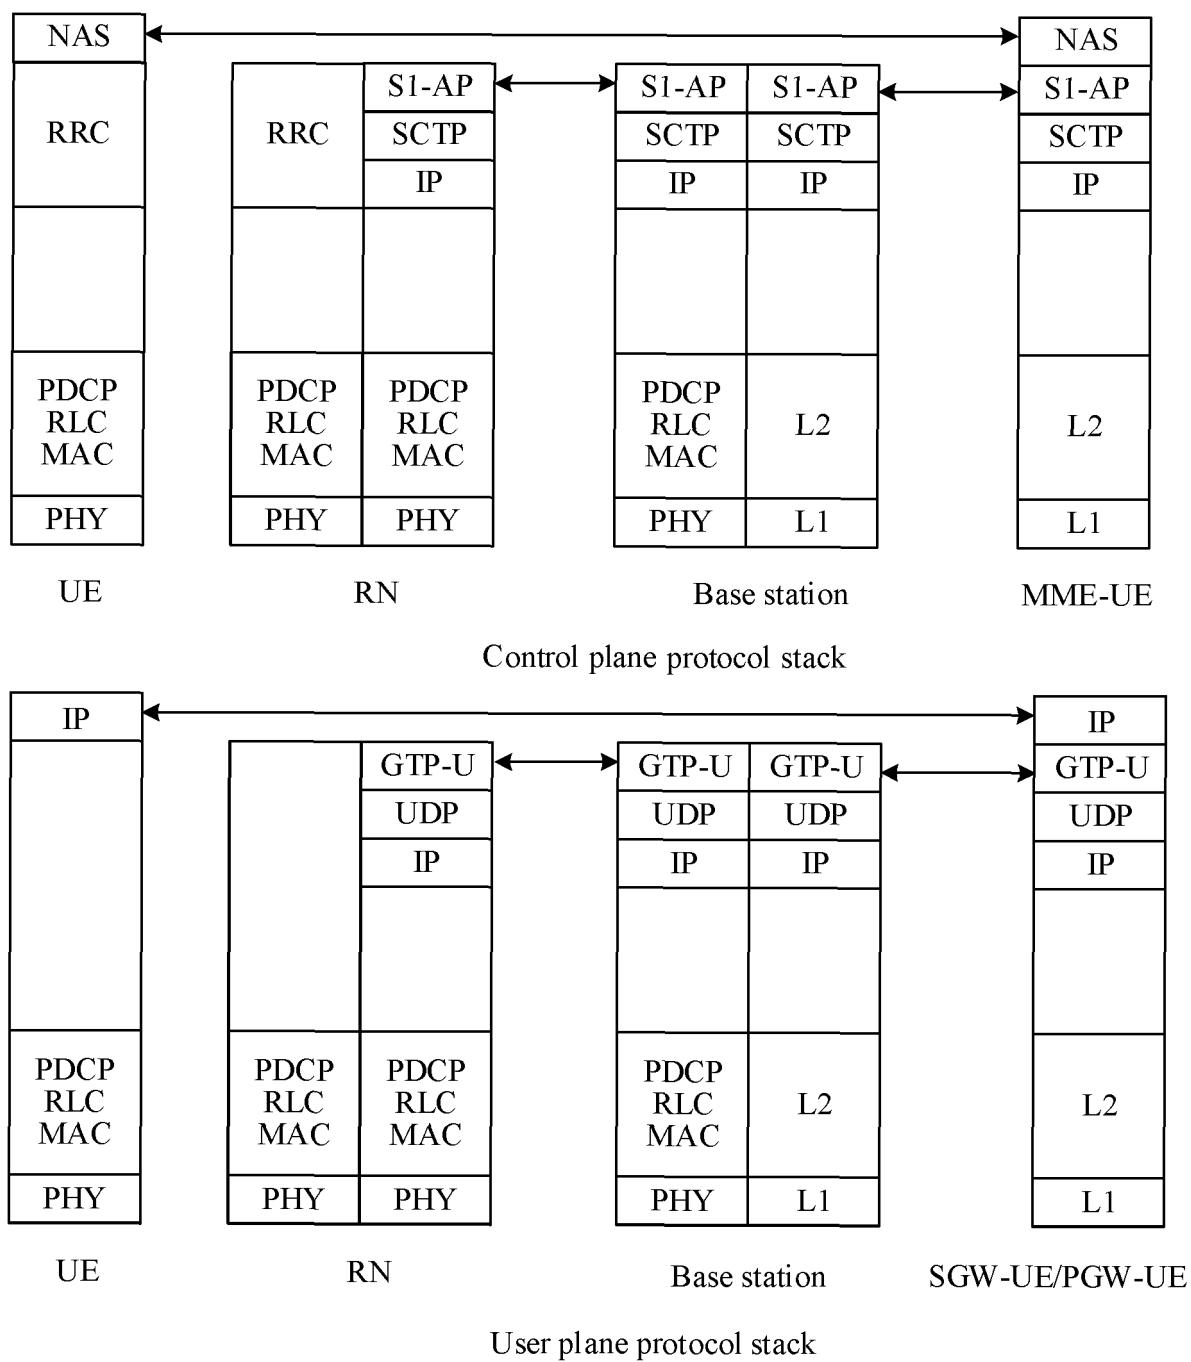 NAS
NAS
RRC
RRC
S1-AP
S1-AP
S1-AP
S1-AP
SCTP
SCTP
SCTP
SCTP
IP
IP
IP
IP
PDCP
RLC
MAC
PDCP
RLC
MAC
PDCP
RLC
MAC
PDCP
RLC
MAC
L2
L2
PHY
PHY
PHY
PHY
L1
L1
UE
RN
Base station
MME-UE
Control plane protocol stack
IP
IP
GTP-U
GTP-U
GTP-U
GTP-U
UDP
UDP
UDP
UDP
IP
IP
IP
IP
PDCP
RLC
MAC
PDCP
RLC
MAC
PDCP
RLC
MAC
PDCP
RLC
MAC
L2
L2
PHY
PHY
PHY
PHY
L1
L1
UE
RN
Base station
SGW-UE/PGW-UE
User plane protocol stack